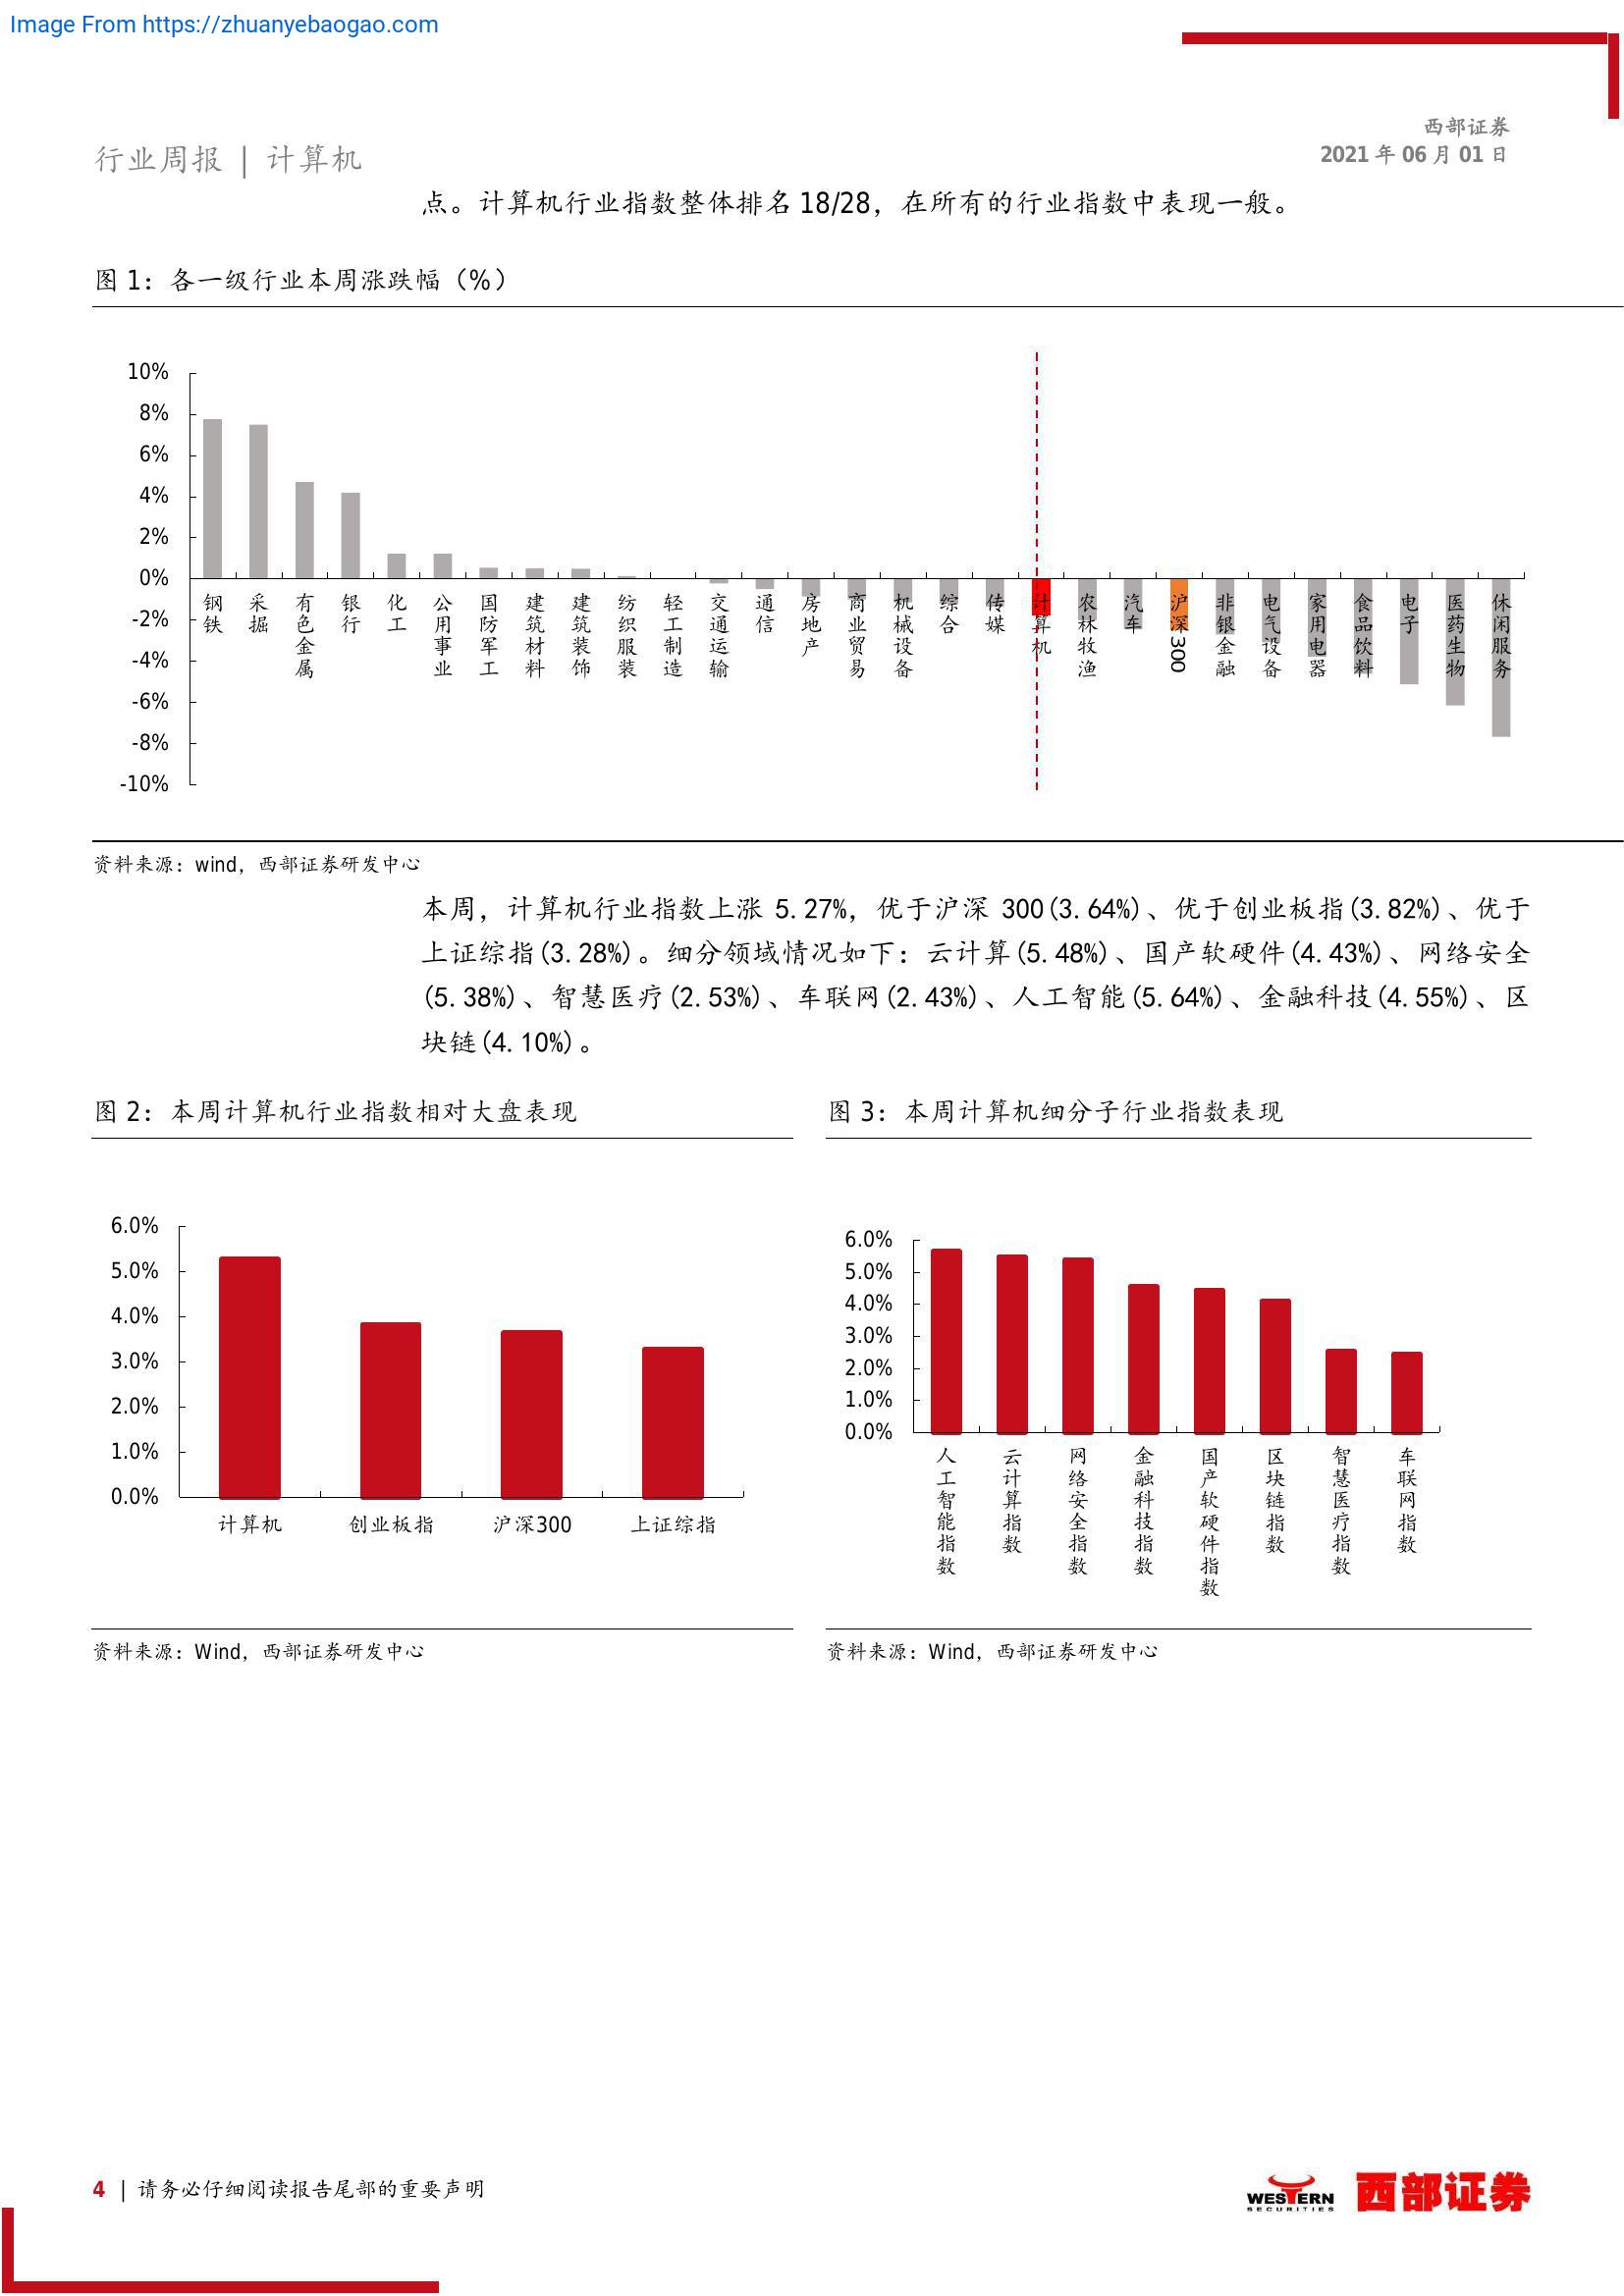 Image From https://zhuanyebaogao.com
西部证券
2021 年 06 月 01 日
行业周报 | 计算机
点。计算机行业指数整体排名 18/28，在所有的行业指数中表现一般。
图 1：各一级行业本周涨跌幅（%）
10%
8%
6%
4%
2%
0%
-2%
-4%
-6%
-8%
-10%
钢铁
采掘
有色金属
银行
化工
公用事业
国防军工
建筑材料
建筑装饰
纺织服装
轻工制造
交通运输
通信
房地产
商业贸易
机械设备
综合
传媒
计算机
农林牧渔
汽车
沪深300
非银金融
电气设备
家用电器
食品饮料
电子
医药生物
休闲服务
资料来源：wind，西部证券研发中心
本周，计算机行业指数上涨 5.27%，优于沪深 300(3.64%)、优于创业板指(3.82%)、优于
上证综指(3.28%)。细分领域情况如下：云计算(5.48%)、国产软硬件(4.43%)、网络安全
(5.38%)、智慧医疗(2.53%)、车联网(2.43%)、人工智能(5.64%)、金融科技(4.55%)、区
块链(4.10%)。
图 2：本周计算机行业指数相对大盘表现
6.0%
5.0%
4.0%
3.0%
2.0%
1.0%
0.0%
计算机
创业板指
沪深300
上证综指
资料来源：Wind，西部证券研发中心
图 3：本周计算机细分子行业指数表现
6.0%
5.0%
4.0%
3.0%
2.0%
1.0%
0.0%
人工智能指数
云计算指数
网络安全指数
金融科技指数
国产软硬件指数
区块链指数
智慧医疗指数
车联网指数
资料来源：Wind，西部证券研发中心
4 | 请务必仔细阅读报告尾部的重要声明
WESTERN
SECURITIES
西部证券